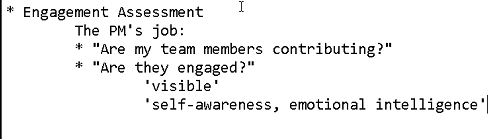 * Engagement Assessment
The PM's job:
* "Are my team members contributing?"
* "Are they engaged?"
'visible'
'self-awareness, emotional intelligence'